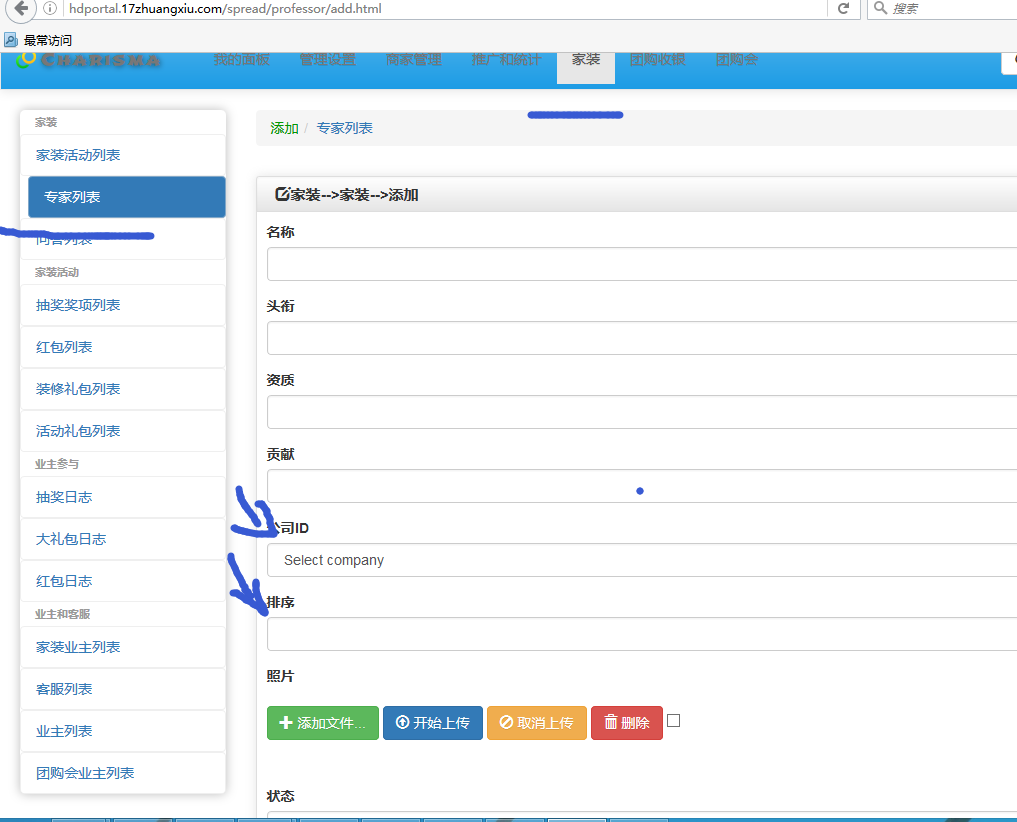 hdportal.17zhuangxiu.com/spread/professor/add.html
搜索
最常访问
CHARISMA 我的面板 管理设置 商家管理 推广和统计 家装 团购收银 团购会
家装
家装活动列表
专家列表
问答列表
家装活动
抽奖奖项列表
红包列表
装修礼包列表
活动礼包列表
业主参与
抽奖日志
大礼包日志
红包日志
业主和客服
家装业主列表
客服列表
业主列表
团购会业主列表
添加 / 专家列表
家装-->家装-->添加
名称
头衔
资质
贡献
公司ID
Select company
排序
照片
添加文件... 开始上传 取消上传 删除
状态